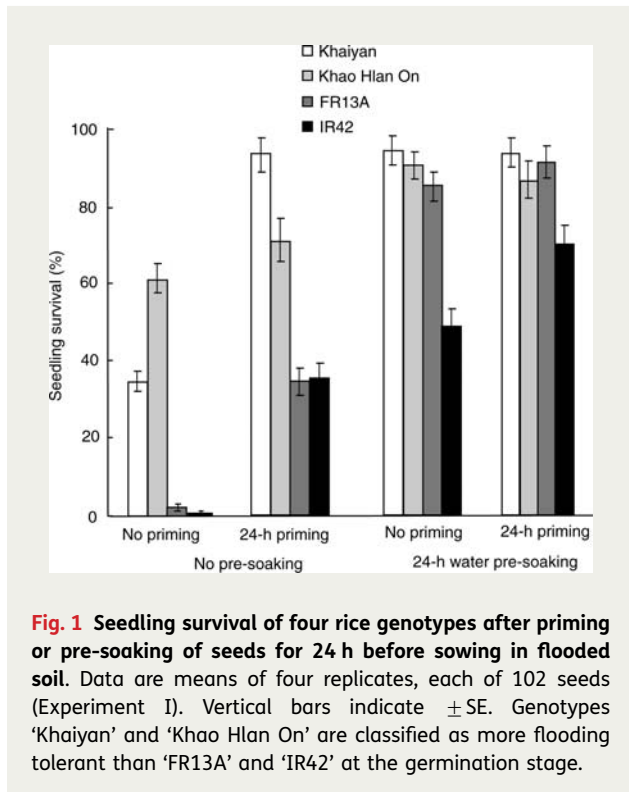 Khaiyan
Khao Hlan On
FR13A
IR42
100
80
60
40
20
0
Seedling survival (%)
No priming 24-h priming No priming 24-h priming
No pre-soaking 24-h water pre-soaking
Fig. 1 Seedling survival of four rice genotypes after priming
or pre-soaking of seeds for 24 h before sowing in flooded
soil. Data are means of four replicates, each of 102 seeds
(Experiment I). Vertical bars indicate ±SE. Genotypes
‘Khaiyan’ and ‘Khao Hlan On’ are classified as more flooding
tolerant than ‘FR13A’ and ‘IR42’ at the germination stage.